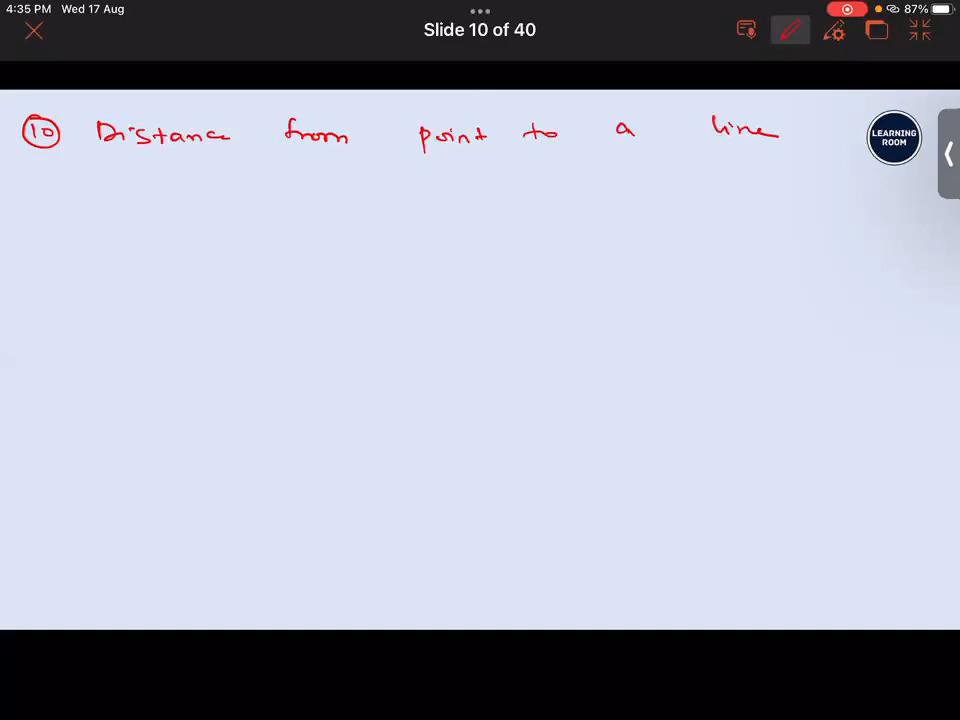 4:35 PM Wed 17 Aug
87%
Slide 10 of 40
10 Distance from point to a line
LEARNING
ROOM